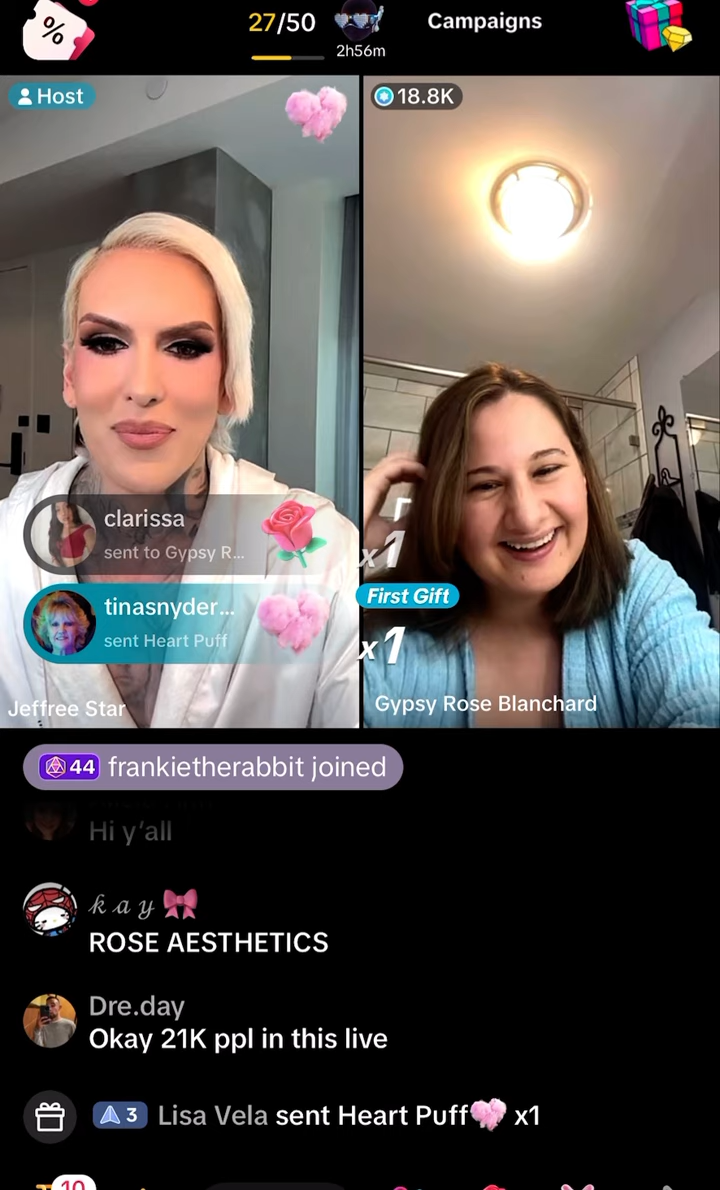 %
27/50
2h56m
Campaigns
Host
18.8K
clarissa
sent to Gypsy R...
x1
First Gift
tinasnyder...
sent Heart Puff
x1
Jeffree Star
Gypsy Rose Blanchard
44 frankietherabbit joined
Hi y'all
𝓀 𝒶 𝓎 🎀
ROSE AESTHETICS
Dre.day
Okay 21K ppl in this live
3 Lisa Vela sent Heart Puff x1
10